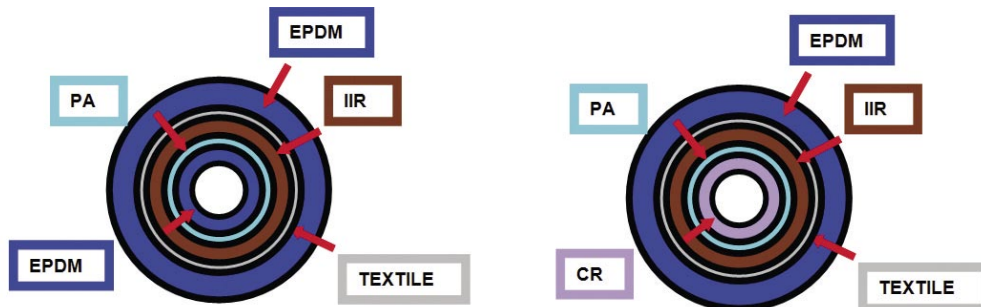 EPDM
PA
IIR
EPDM
TEXTILE
EPDM
PA
IIR
CR
TEXTILE